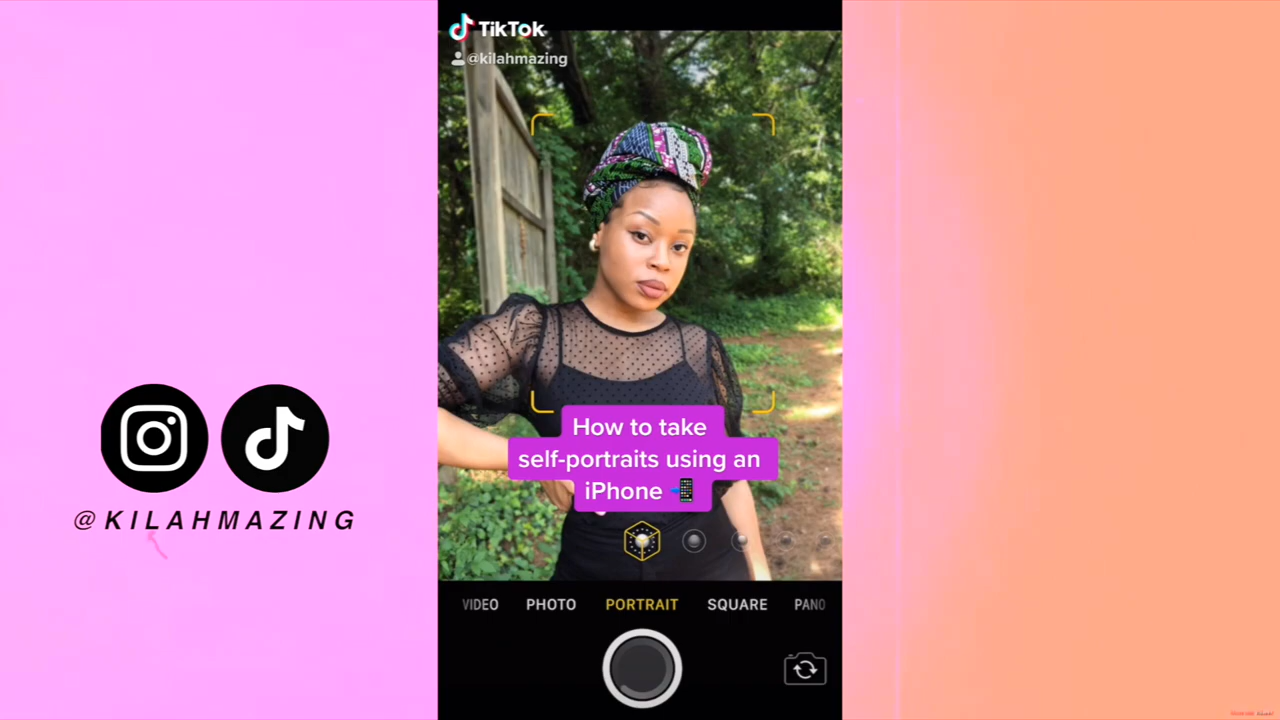 TikTok
@kilahmazing
How to take
self-portraits using an
iPhone 📲
VIDEO PHOTO PORTRAIT SQUARE PANO
@KILAHMAZING